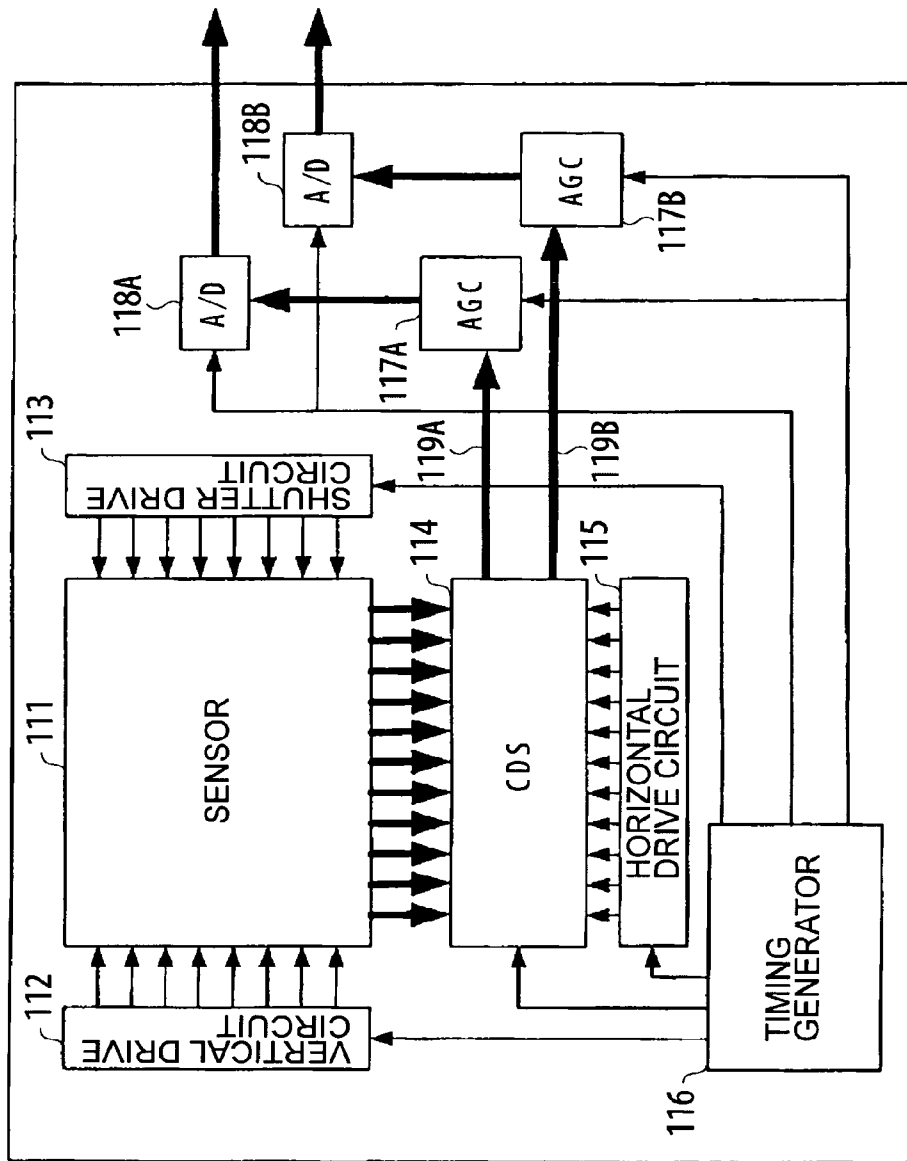 111
SENSOR
112
VERTICAL DRIVE
CIRCUIT
113
SHUTTER DRIVE
CIRCUIT
114
CDS
115
HORIZONTAL
DRIVE CIRCUIT
116
TIMING
GENERATOR
119A
119B
117A
AGC
117B
AGC
118A
A/D
118B
A/D